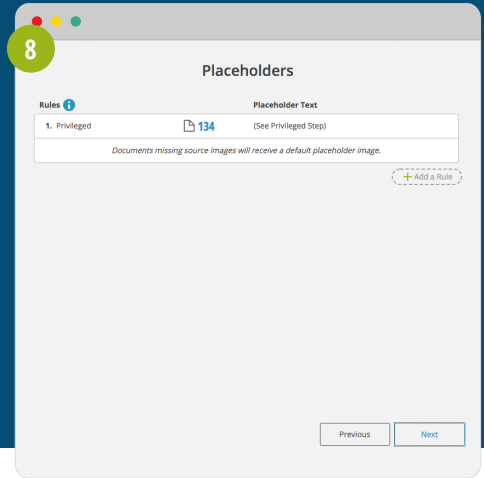 8
Placeholders
Rules i Placeholder Text
1. Privileged 134 (See Privileged Step)
Documents missing source images will receive a default placeholder image.
+ Add a Rule
Previous Next